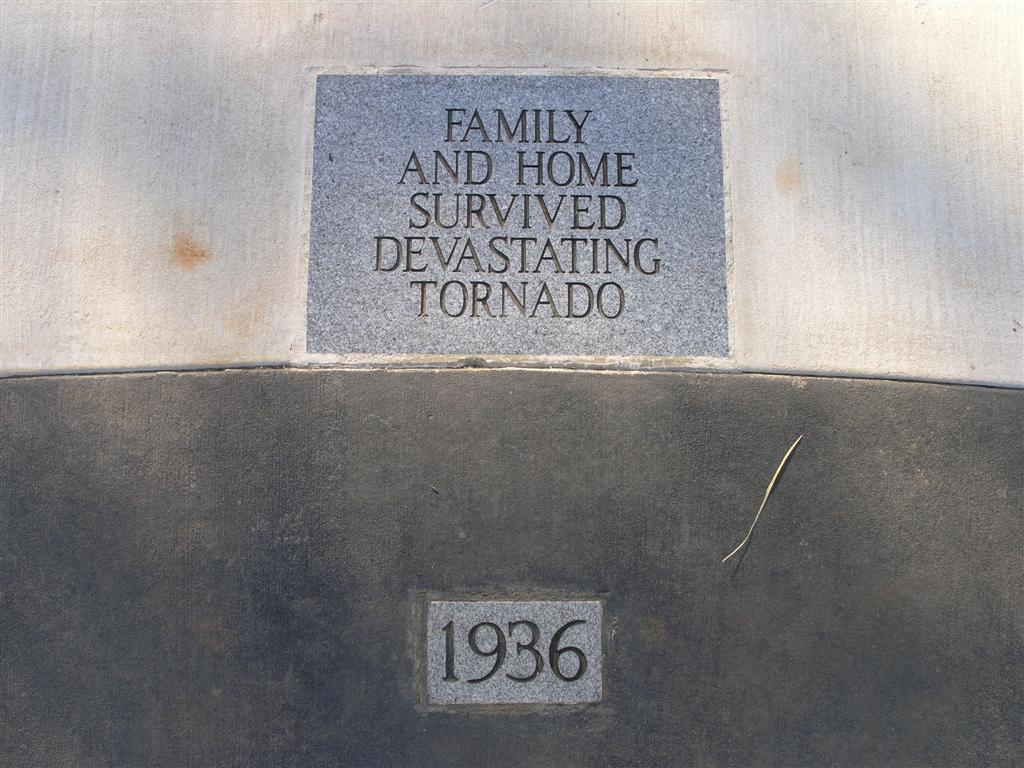 FAMILY
AND HOME
SURVIVED
DEVASTATING
TORNADO
1936